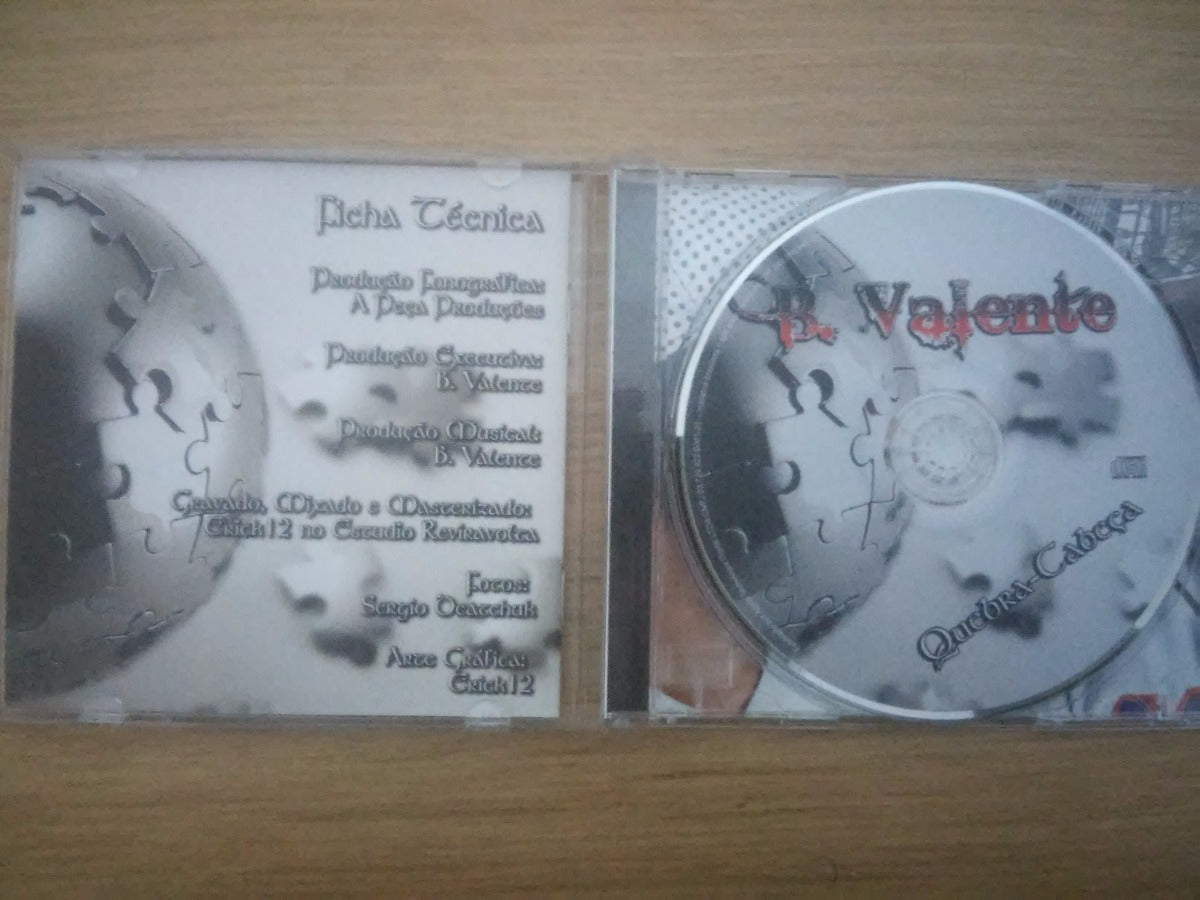 Ficha Técnica
Produção Fonográfica:
A Peça Produções
Produção Executiva:
B. Valente
Produção Musical:
B. Valente
Gravado, Mixado e Masterizado:
Erick12 no Estudio Reviravolta
Fotos:
Sergio
Arte Gráfica:
Erick12
B. Valente
Quebra-Cabeça